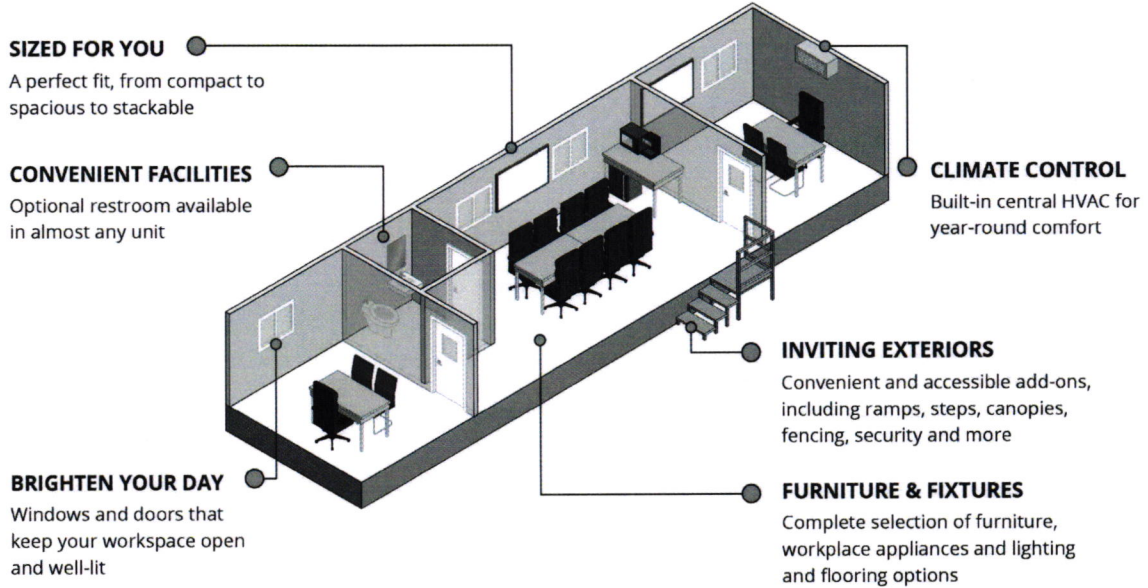 SIZED FOR YOU
A perfect fit, from compact to
spacious to stackable
CONVENIENT FACILITIES
Optional restroom available
in almost any unit
BRIGHTEN YOUR DAY
Windows and doors that
keep your workspace open
and well-lit
CLIMATE CONTROL
Built-in central HVAC for
year-round comfort
INVITING EXTERIORS
Convenient and accessible add-ons,
including ramps, steps, canopies,
fencing, security and more
FURNITURE & FIXTURES
Complete selection of furniture,
workplace appliances and lighting
and flooring options